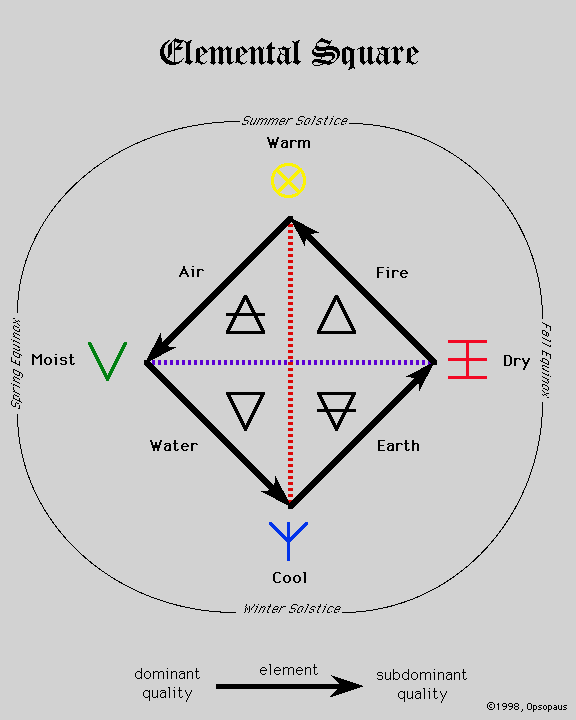 Elemental Square
Summer Solstice
Warm
Air
Fire
Spring Equinox
Moist
Dry
Fall Equinox
Water
Earth
Cool
Winter Solstice
dominant
quality
element
subdominant
quality
©1998, Opsopaus